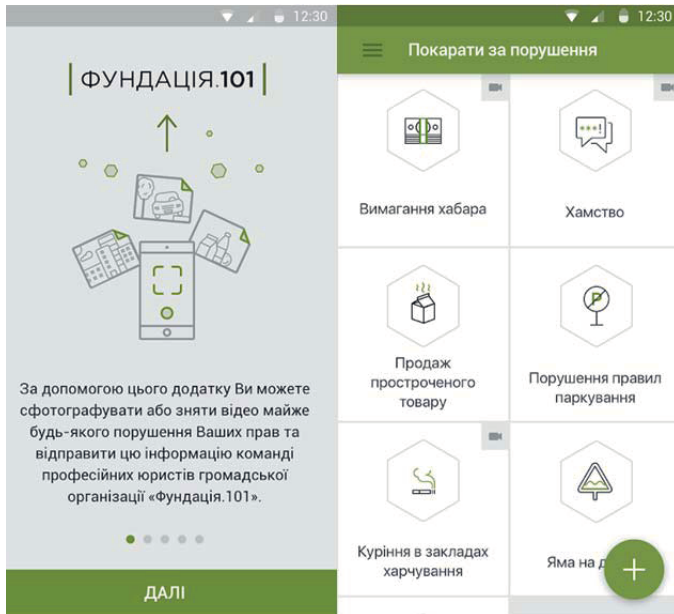 12:30
ФУНДАЦІЯ.101
За допомогою цього додатку Ви можете
сфотографувати або зняти відео майже
будь-якого порушення Ваших прав та
відправити цю інформацію команді
професійних юристів громадської
організації «Фундація.101».
ДАЛІ
12:30
Покарати за порушення
Вимагання хабара
Хамство
***!
Продаж
простроченого
товару
P
Порушення правил
паркування
Куріння в закладах
харчування
Яма на